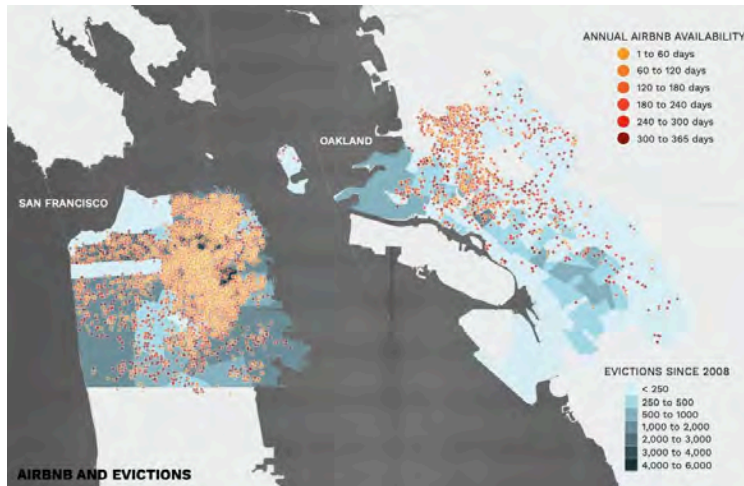 ANNUAL AIRBNB AVAILABILITY
1 to 60 days
60 to 120 days
120 to 180 days
180 to 240 days
240 to 300 days
300 to 365 days
OAKLAND
SAN FRANCISCO
EVICTIONS SINCE 2008
< 250
250 to 500
500 to 1000
1,000 to 2,000
2,000 to 3,000
3,000 to 4,000
4,000 to 6,000
AIRBNB AND EVICTIONS